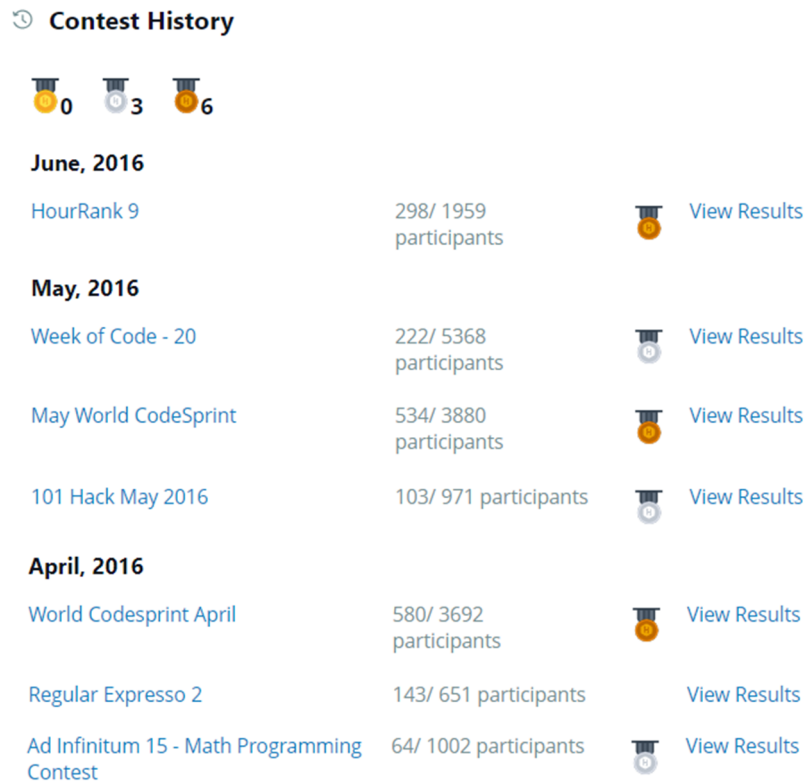 Contest History
0 3 6
June, 2016
HourRank 9 298/ 1959 View Results
participants
May, 2016
Week of Code - 20 222/ 5368 View Results
participants
May World CodeSprint 534/ 3880 View Results
participants
101 Hack May 2016 103/ 971 participants View Results
April, 2016
World Codesprint April 580/ 3692 View Results
participants
Regular Expresso 2 143/ 651 participants View Results
Ad Infinitum 15 - Math Programming 64/ 1002 participants View Results
Contest